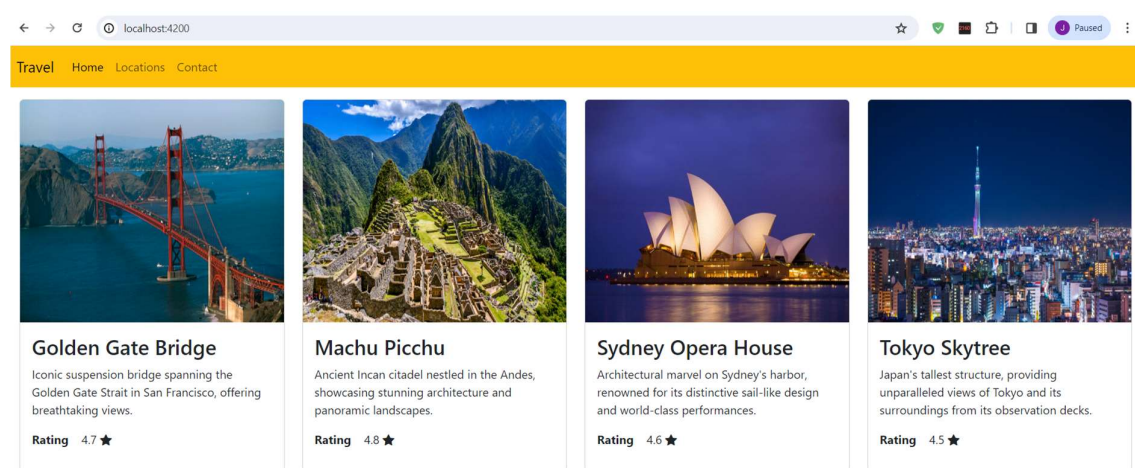 localhost:4200
J Paused
Travel Home Locations Contact
Golden Gate Bridge
Iconic suspension bridge spanning the
Golden Gate Strait in San Francisco, offering
breathtaking views.
Rating 4.7
Machu Picchu
Ancient Incan citadel nestled in the Andes,
showcasing stunning architecture and
panoramic landscapes.
Rating 4.8
Sydney Opera House
Architectural marvel on Sydney's harbor,
renowned for its distinctive sail-like design
and world-class performances.
Rating 4.6
Tokyo Skytree
Japan's tallest structure, providing
unparalleled views of Tokyo and its
surroundings from its observation decks.
Rating 4.5